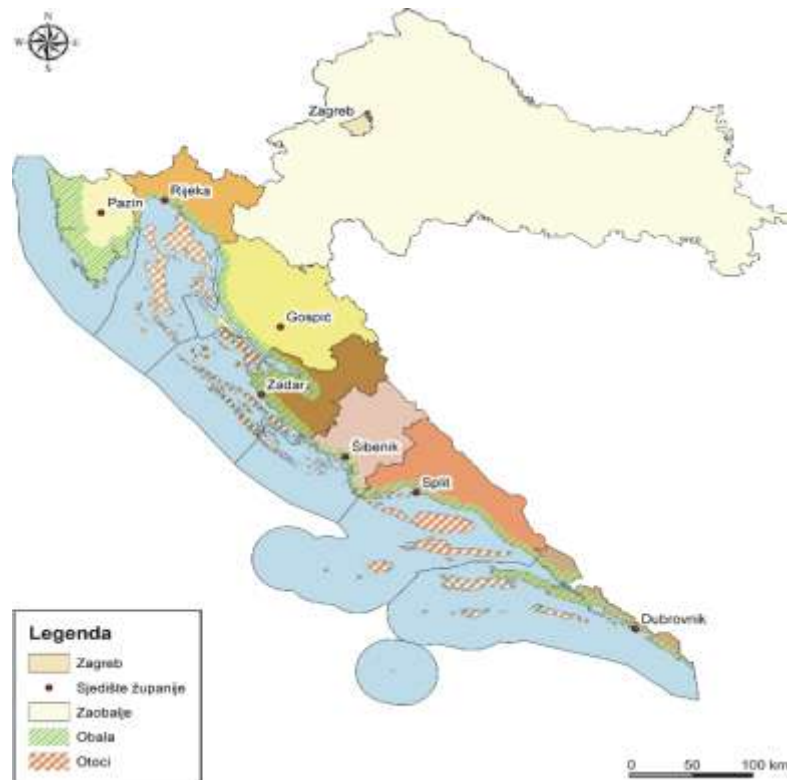 N
W E
S
Zagreb
Rijeka
Pazin
Gospić
Zadar
Šibenik
Split
Dubrovnik
Legenda
Zagreb
Sjedište županije
Zaobalje
Obala
Otoci
0 50 100 km